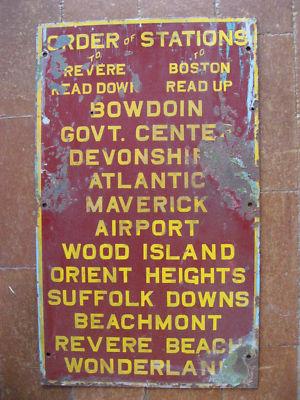 ORDER OF STATIONS
TO TO
REVERE BOSTON
READ DOWN READ UP
BOWDOIN
GOVT. CENTER
DEVONSHIRE
ATLANTIC
MAVERICK
AIRPORT
WOOD ISLAND
ORIENT HEIGHTS
SUFFOLK DOWNS
BEACHMONT
REVERE BEACH
WONDERLAND